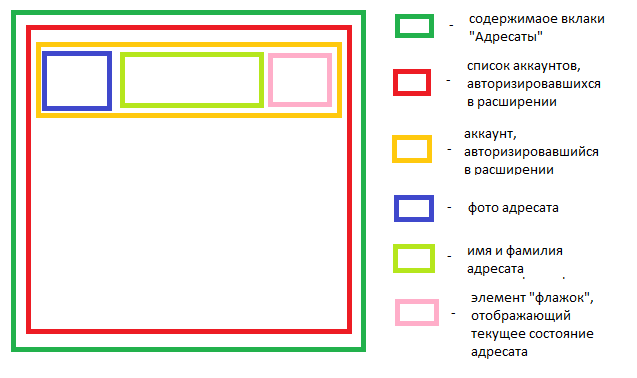 - содержимаое вклаки
"Адресаты"
- список аккаунтов,
авторизировавшихся
в расширении
- аккаунт,
авторизировавшийся
в расширении
- фото адресата
- имя и фамилия
адресата
- элемент "флажок",
отображающий
текущее состояние
адресата